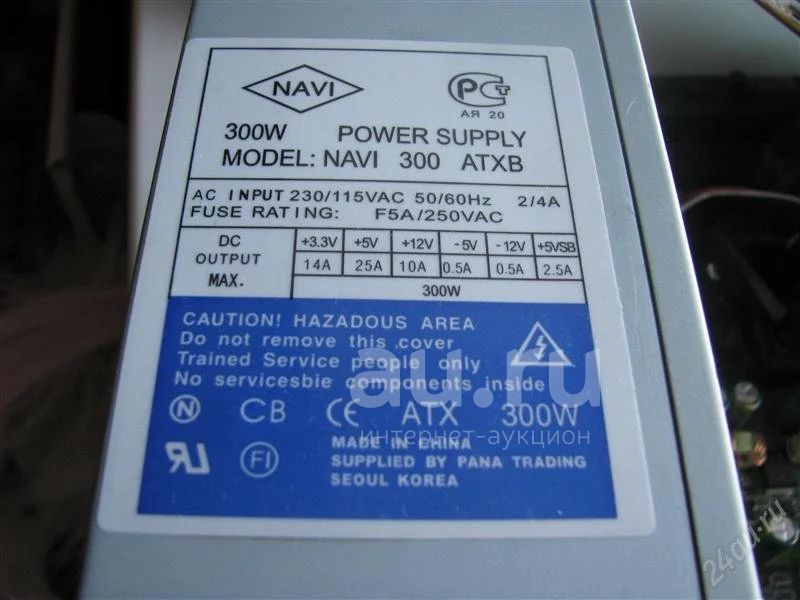 NAVI
РСТ
АЯ 20
300W POWER SUPPLY
MODEL: NAVI 300 ATXB
AC INPUT 230/115VAC 50/60Hz 2/4A
FUSE RATING: F5A/250VAC
DC OUTPUT MAX.
+3.3V +5V +12V -5V -12V +5VSB
14A 25A 10A 0.5A 0.5A 2.5A
300W
CAUTION! HAZADOUS AREA
Do not remove this cover
Trained Service people only
No servicesbie components inside
au.ru
интернет-аукцион
N CB CE ATX 300W
RU FI
MADE IN CHINA
SUPPLIED BY PANA TRADING
SEOUL KOREA
24au.ru